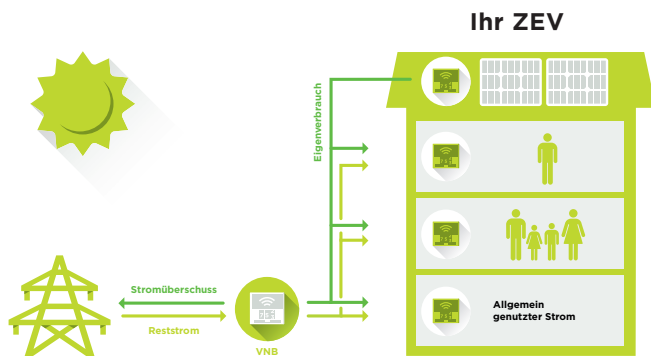 Ihr ZEV
Eigenverbrauch
Stromüberschuss
Reststrom
VNB
Allgemein
genutzter Strom